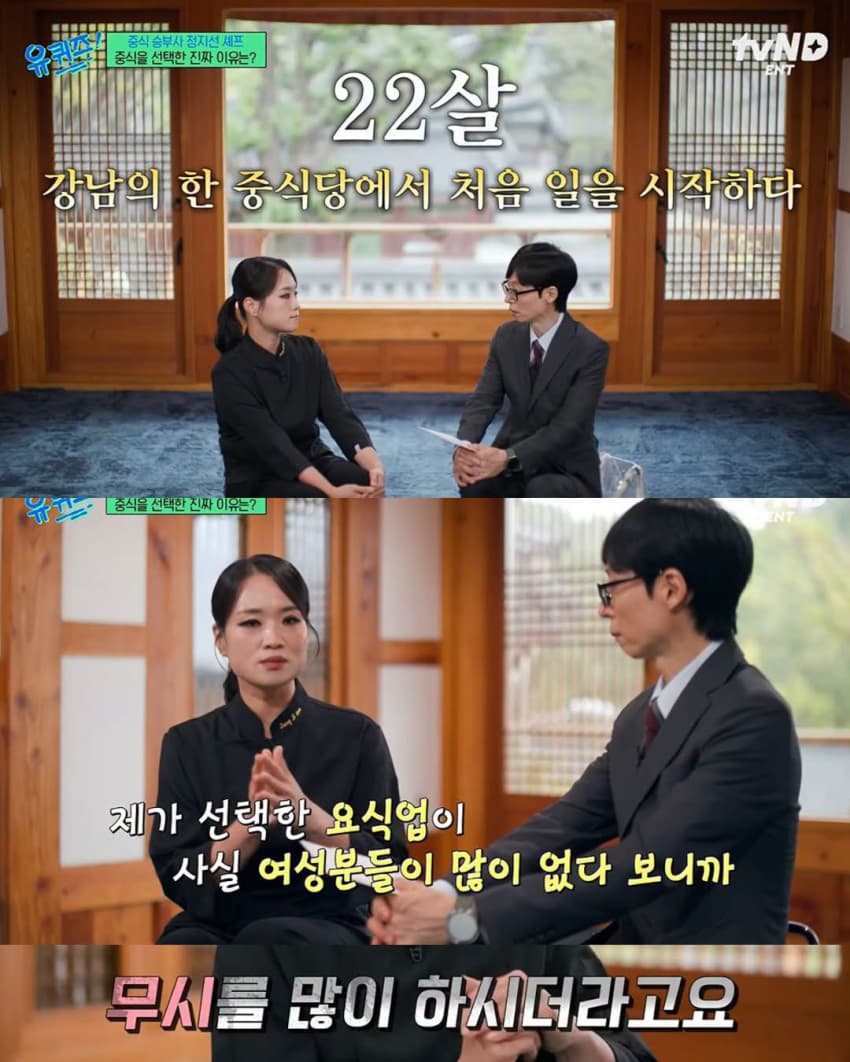 유퀴즈!
중식 승부사 정지선 셰프
중식을 선택한 진짜 이유는?
tvND
ENT
22살
강남의 한 중식당에서 처음 일을 시작하다
유퀴즈
중식을 선택한 진짜 이유는?
ENT
제가 선택한 요식업이
사실 여성분들이 많이 없다 보니까
무시를 많이 하시더라고요